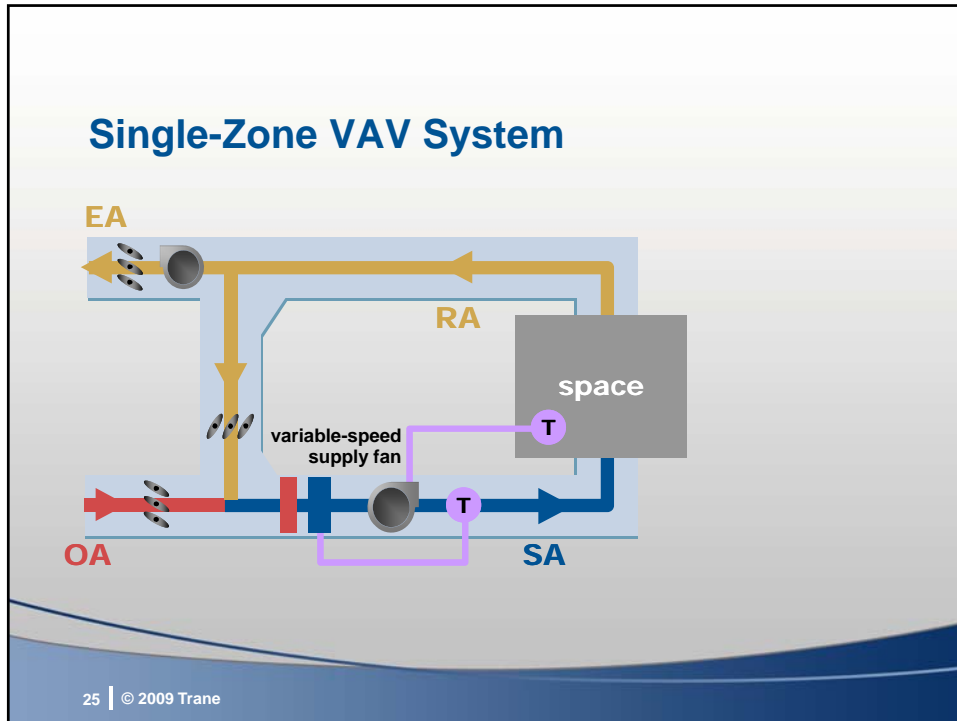 Single-Zone VAV System
EA
RA
space
T
variable-speed
supply fan
T
OA
SA
25 © 2009 Trane